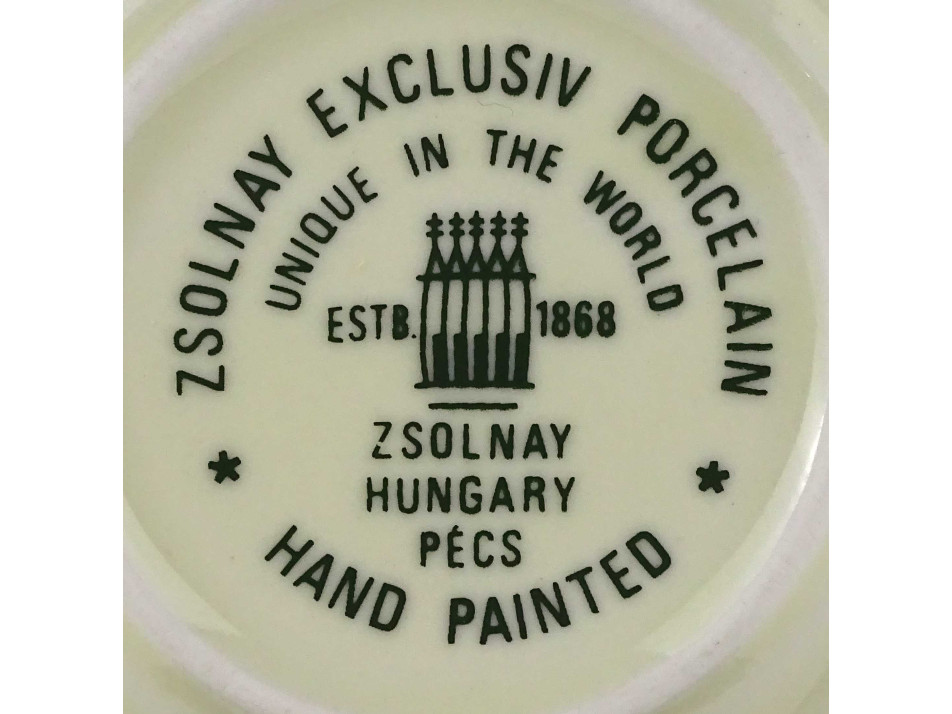 ZSOLNAY EXCLUSIV PORCELAIN
UNIQUE IN THE WORLD
ESTB. 1868
ZSOLNAY
HUNGARY
PÉCS
* HAND PAINTED *